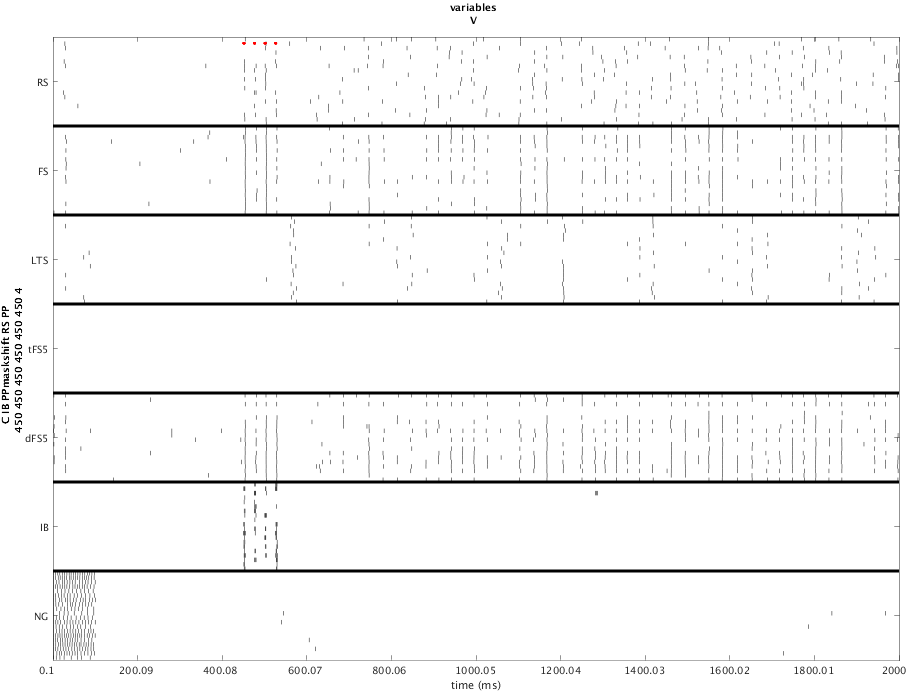 variables
V
RS
FS
LTS
tFS5
dFS5
IB
NG
C IB PPmaskshift RS PP
450 450 450 450 450 450 4
0.1 200.09 400.08 600.07 800.06 1000.05 1200.04 1400.03 1600.02 1800.01 2000
time (ms)